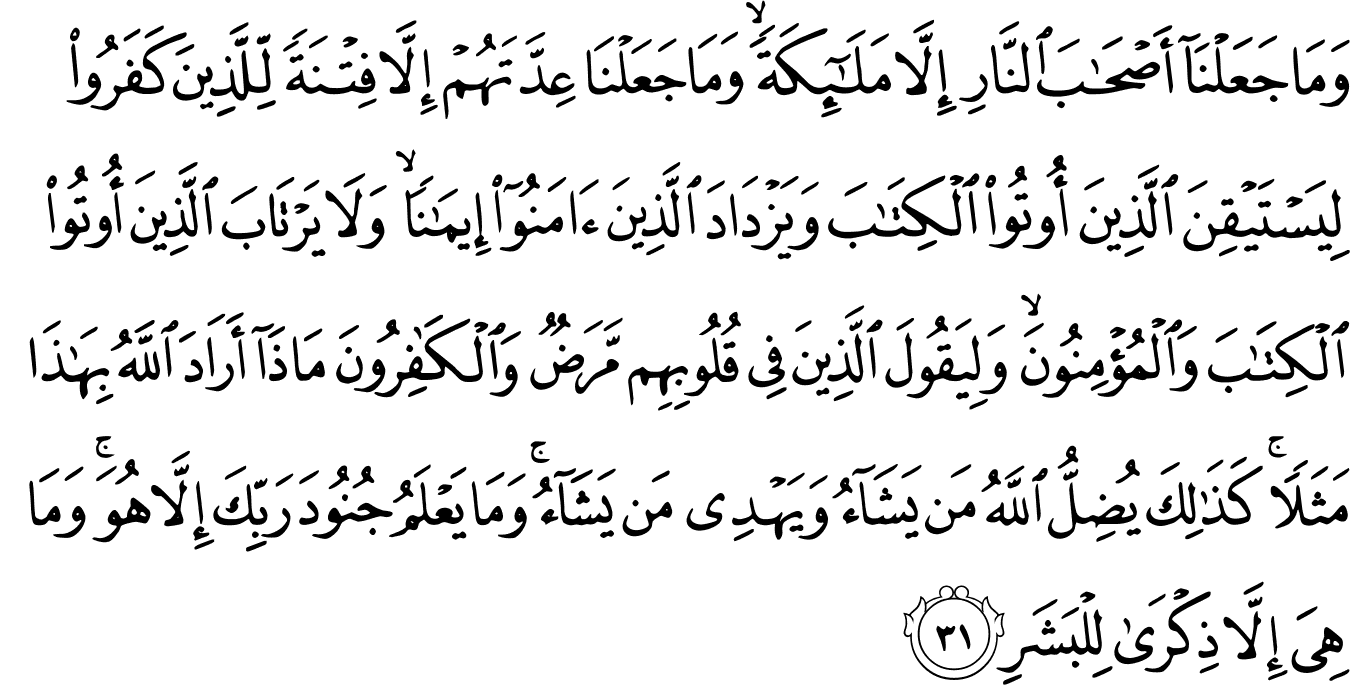 وَمَا جَعَلْنَآ أَصْحَٰبَ ٱلنَّارِ إِلَّا مَلَٰٓئِكَةً ۙ وَمَا جَعَلْنَا عِدَّتَهُمْ إِلَّا فِتْنَةً لِّلَّذِينَ كَفَرُوا۟
لِيَسْتَيْقِنَ ٱلَّذِينَ أُوتُوا۟ ٱلْكِتَٰبَ وَيَزْدَادَ ٱلَّذِينَ ءَامَنُوٓا۟ إِيمَٰنًا ۙ وَلَا يَرْتَابَ ٱلَّذِينَ أُوتُوا۟
ٱلْكِتَٰبَ وَٱلْمُؤْمِنُونَ ۙ وَلِيَقُولَ ٱلَّذِينَ فِى قُلُوبِهِم مَّرَضٌ وَٱلْكَٰفِرُونَ مَاذَآ أَرَادَ ٱللَّهُ بِهَٰذَا
مَثَلًا ۚ كَذَٰلِكَ يُضِلُّ ٱللَّهُ مَن يَشَآءُ وَيَهْدِى مَن يَشَآءُ ۚ وَمَا يَعْلَمُ جُنُودَ رَبِّكَ إِلَّا هُوَ ۚ وَمَا
هِىَ إِلَّا ذِكْرَىٰ لِلْبَشَرِ ٣١